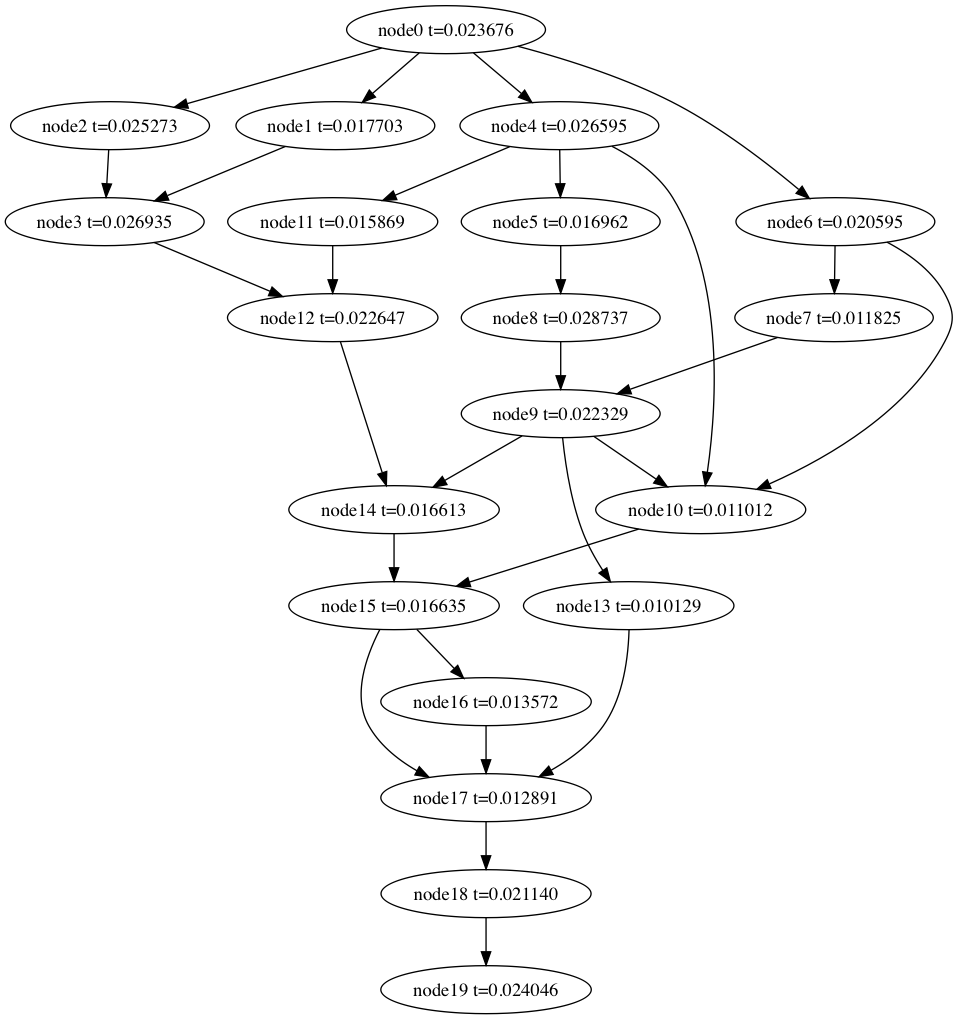 node0 t=0.023676
node2 t=0.025273
node1 t=0.017703
node4 t=0.026595
node3 t=0.026935
node11 t=0.015869
node5 t=0.016962
node6 t=0.020595
node12 t=0.022647
node8 t=0.028737
node7 t=0.011825
node9 t=0.022329
node14 t=0.016613
node10 t=0.011012
node15 t=0.016635
node13 t=0.010129
node16 t=0.013572
node17 t=0.012891
node18 t=0.021140
node19 t=0.024046